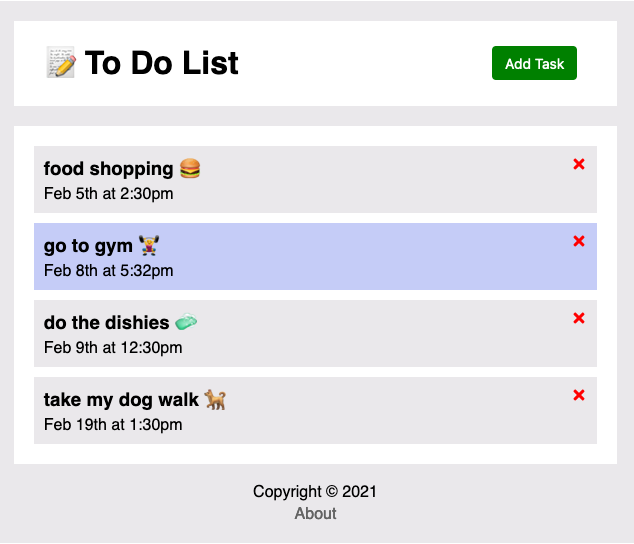 📝 To Do List
Add Task
food shopping 🍔
Feb 5th at 2:30pm
go to gym 🏋️‍♀️
Feb 8th at 5:32pm
do the dishies 🧼
Feb 9th at 12:30pm
take my dog walk 🐕
Feb 19th at 1:30pm
Copyright © 2021
About